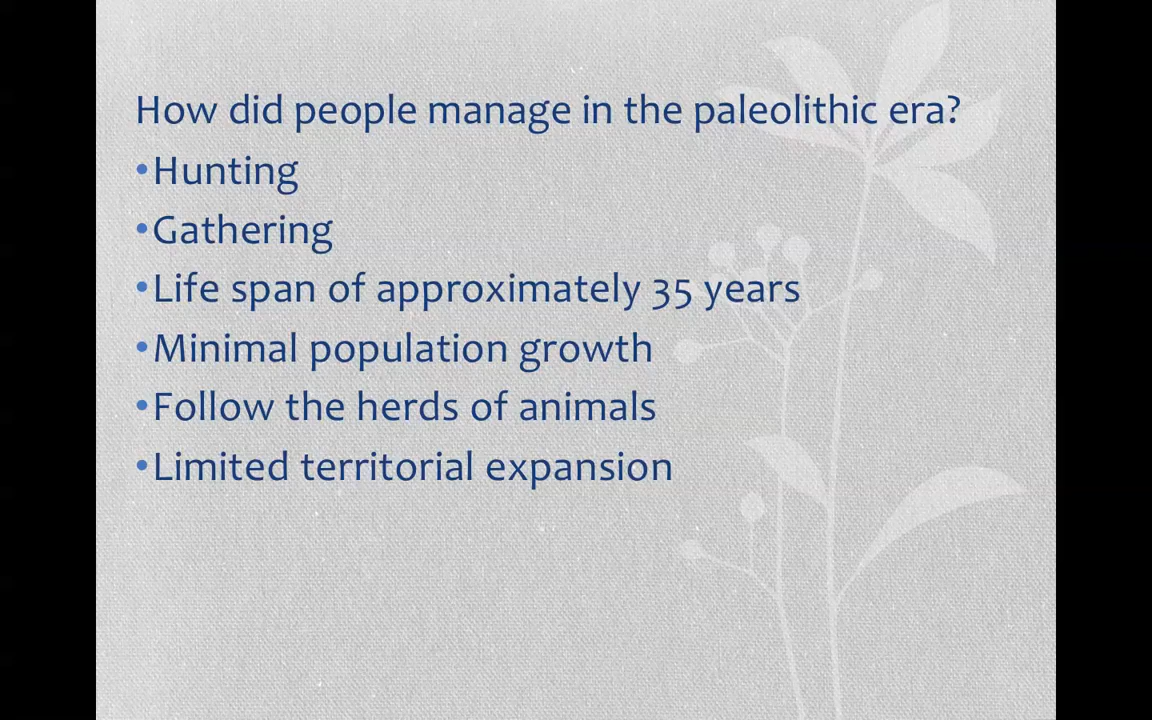 How did people manage in the paleolithic era?
•Hunting
•Gathering
•Life span of approximately 35 years
•Minimal population growth
•Follow the herds of animals
•Limited territorial expansion